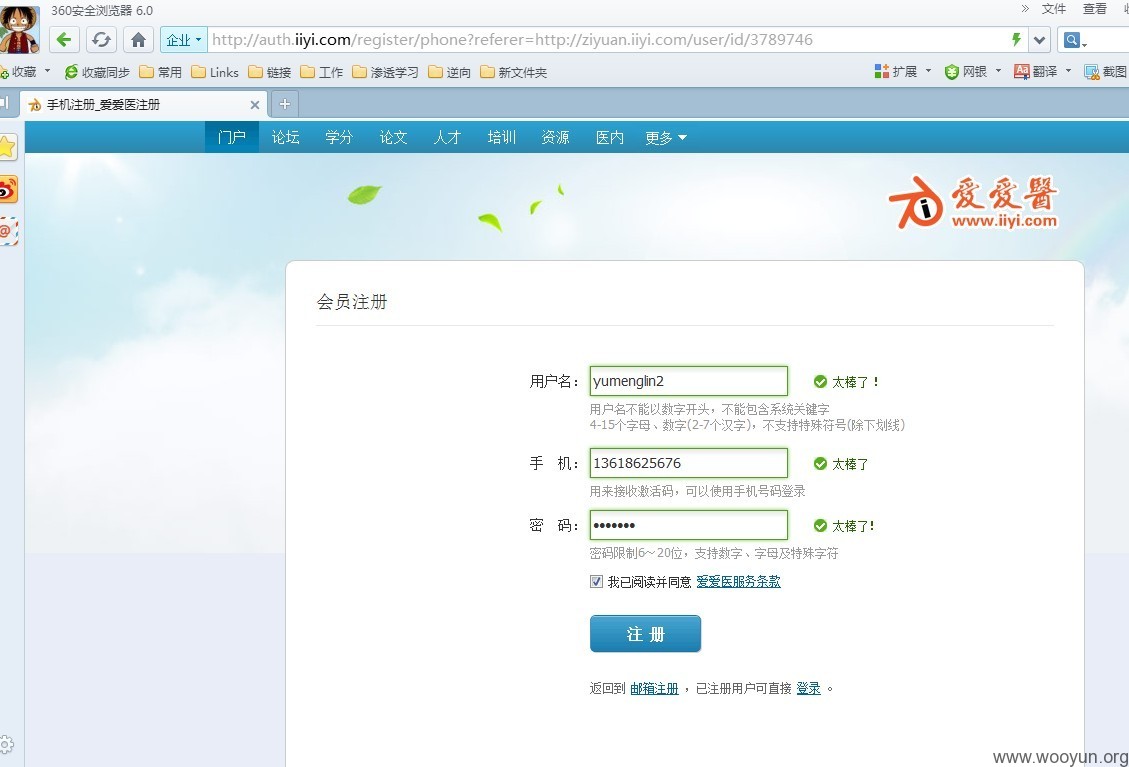 360安全浏览器 6.0
» 文件 查看
企业 http://auth.iiyi.com/register/phone?referer=http://ziyuan.iiyi.com/user/id/3789746
收藏 收藏同步 常用 Links 链接 工作 渗透学习 逆向 新文件夹 扩展 网银 翻译 截图
手机注册_爱爱医注册
门户 论坛 学分 论文 人才 培训 资源 医内 更多
爱爱醫
www.iiyi.com
会员注册
用户名： yumenglin2 太棒了！
用户名不能以数字开头，不能包含系统关键字
4-15个字母、数字(2-7个汉字)，不支持特殊符号(除下划线)
手 机： 13618625676 太棒了
用来接收激活码，可以使用手机号码登录
密 码： ••••••• 太棒了!
密码限制6～20位，支持数字、字母及特殊字符
我已阅读并同意 爱爱医服务条款
注 册
返回到 邮箱注册 ，已注册用户可直接 登录 。
www.wooyun.org